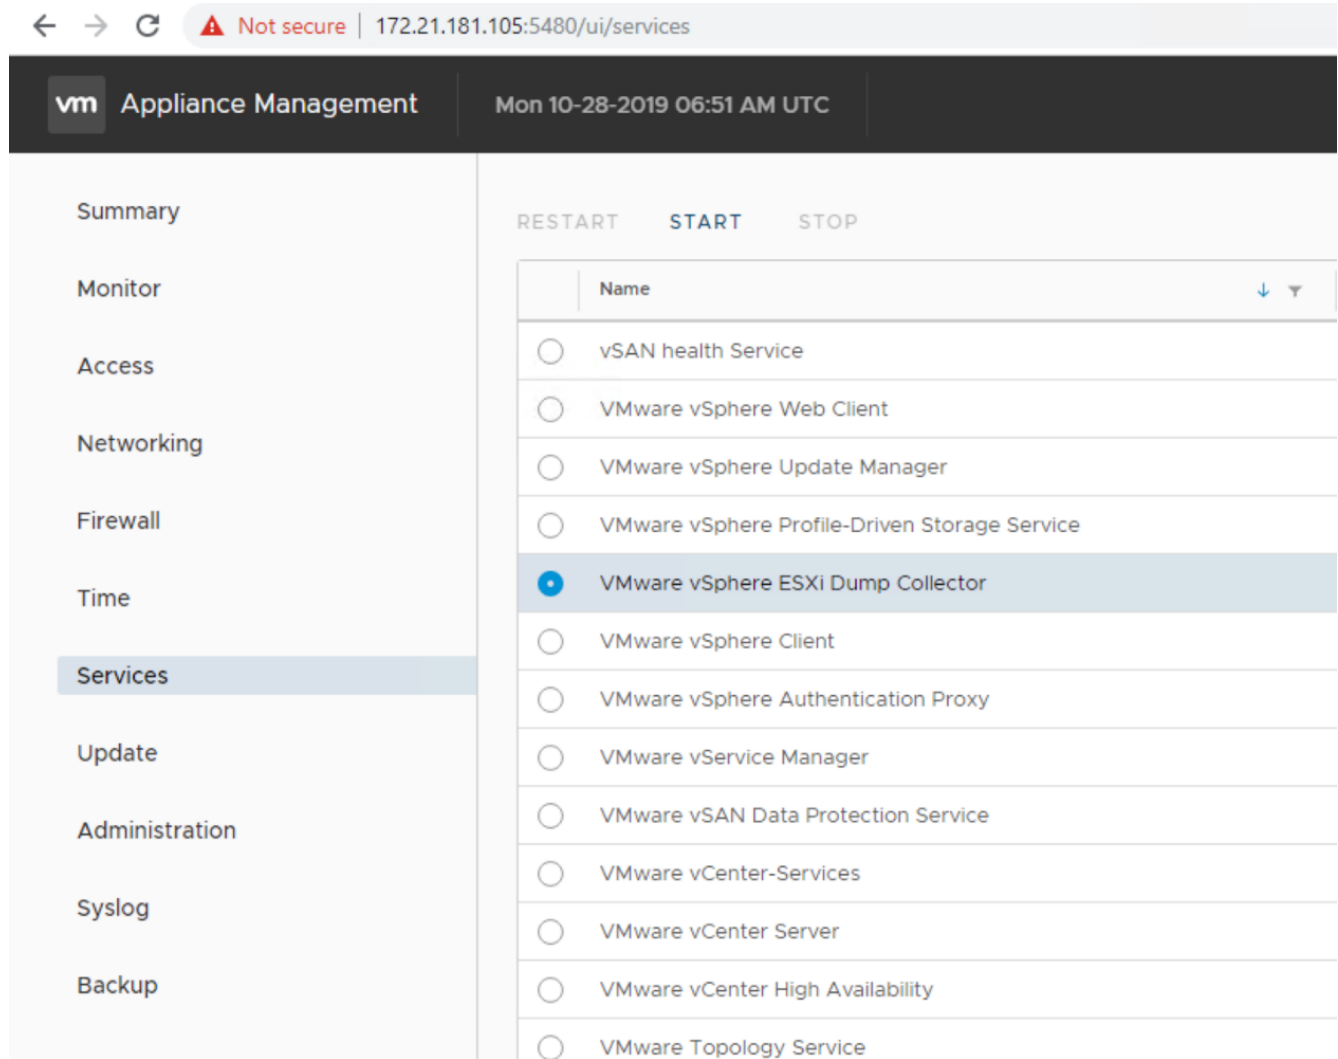 Not secure | 172.21.181.105:5480/ui/services
vm Appliance Management Mon 10-28-2019 06:51 AM UTC
Summary
Monitor
Access
Networking
Firewall
Time
Services
Update
Administration
Syslog
Backup
RESTART START STOP
Name
vSAN health Service
VMware vSphere Web Client
VMware vSphere Update Manager
VMware vSphere Profile-Driven Storage Service
VMware vSphere ESXi Dump Collector
VMware vSphere Client
VMware vSphere Authentication Proxy
VMware vService Manager
VMware vSAN Data Protection Service
VMware vCenter-Services
VMware vCenter Server
VMware vCenter High Availability
VMware Topology Service